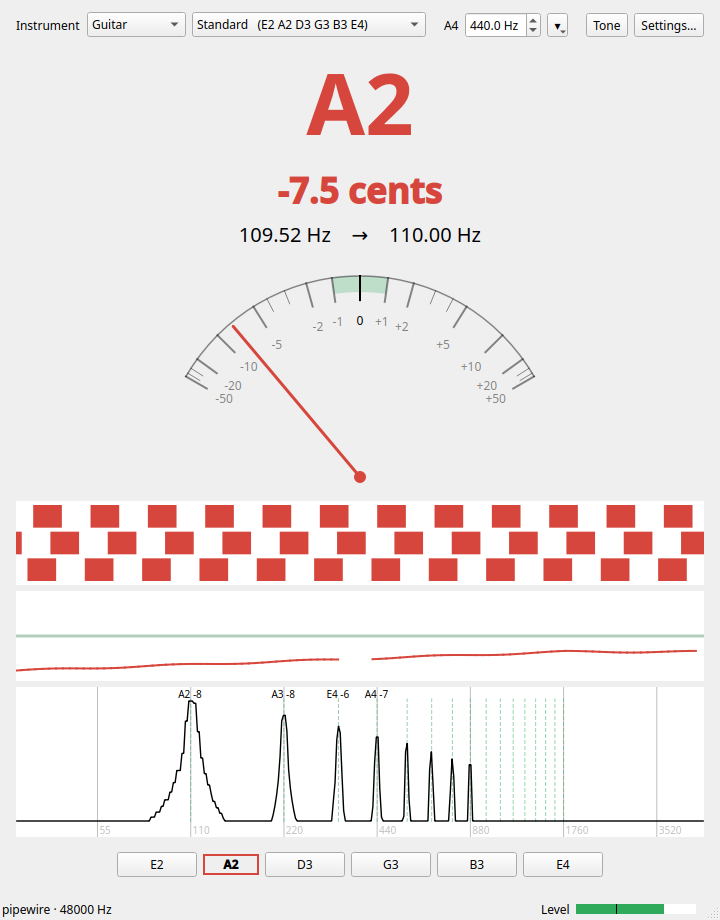 Instrument Guitar Standard (E2 A2 D3 G3 B3 E4) A4 440.0 Hz Tone Settings...
A2
-7.5 cents
109.52 Hz → 110.00 Hz
-50 -20 -10 -5 -2 -1 0 +1 +2 +5 +10 +20 +50
A2 -8 A3 -8 E4 -6 A4 -7
55 110 220 440 880 1760 3520
E2 A2 D3 G3 B3 E4
pipewire · 48000 Hz Level